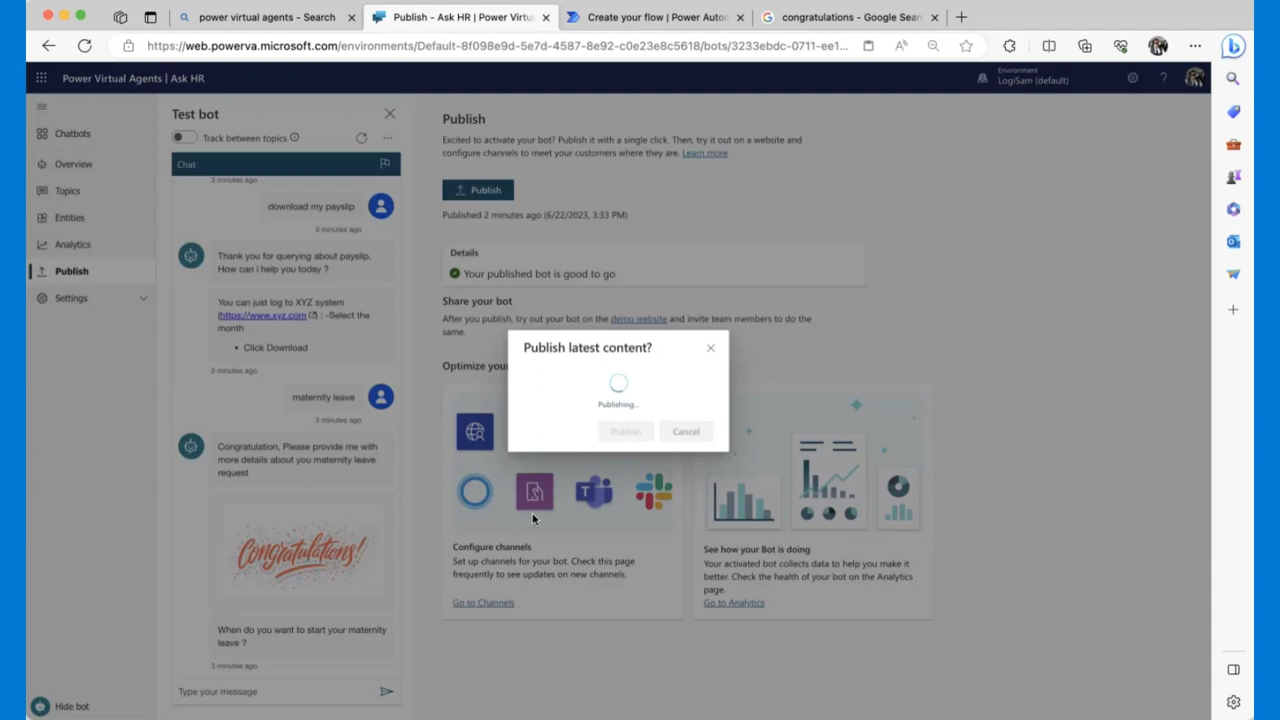 power virtual agents - Search
Publish - Ask HR | Power Virtu
Create your flow | Power Auto
congratulations - Google Sear
https://web.powerva.microsoft.com/environments/Default-8f098e9d-5e7d-4587-8e92-c0e23e8c5618/bots/3233ebdc-0711-ee1...
Power Virtual Agents | Ask HR
Environment
LogiSam (default)
Chatbots
Overview
Topics
Entities
Analytics
Publish
Settings
Hide bot
Test bot
Track between topics
Chat
3 minutes ago
download my payslip
3 minutes ago
Thank you for querying about payslip,
How can i help you today ?
You can just log to XYZ system
(https://www.xyz.com ) : -Select the
month
• Click Download
3 minutes ago
maternity leave
3 minutes ago
Congratulation, Please provide me with
more details about you maternity leave
request
Congratulations!
When do you want to start your maternity
leave ?
3 minutes ago
Type your message
Publish
Excited to activate your bot? Publish it with a single click. Then, try it out on a website and
configure channels to meet your customers where they are. Learn more
Publish
Published 2 minutes ago (6/22/2023, 3:33 PM)
Details
Your published bot is good to go
Share your bot
After you publish, try out your bot on the demo website and invite team members to do the
same.
Optimize your
Publish latest content?
Publishing...
Publish
Cancel
Configure channels
Set up channels for your bot. Check this page
frequently to see updates on new channels.
Go to Channels
See how your Bot is doing
Your activated bot collects data to help you make it
better. Check the health of your bot on the Analytics
page.
Go to Analytics